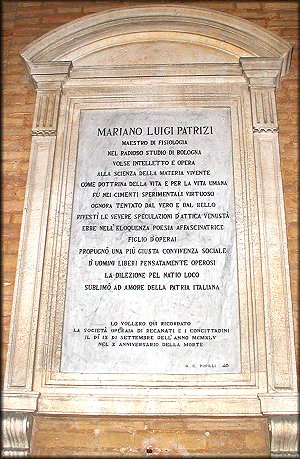 MARIANO LUIGI PATRIZI
MAESTRO DI FISIOLOGIA
NEL RADIOSO STUDIO DI BOLOGNA
VOLSE INTELLETTO E OPERA
ALLA SCIENZA DELLA MATERIA VIVENTE
COME DOTTRINA DELLA VITA E PER LA VITA UMANA
FU NEI CIMENTI SPERIMENTALI VIRTUOSO
OGNORA TENTATO DAL VERO E DAL BELLO
RIVESTÌ LE SEVERE SPECULAZIONI D'ATTICA VENUSTÀ
EBBE NELL'ELOQUENZA POESIA AFFASCINATRICE
FIGLIO D'OPERAI
PROPUGNÒ UNA PIÙ GIUSTA CONVIVENZA SOCIALE
D'UOMINI LIBERI PENSATAMENTE OPEROSI
LA DILEZIONE PEL NATIO LOCO
SUBLIMÒ AD AMORE DELLA PATRIA ITALIANA
LO VOLLERO QUI RICORDATO
LA SOCIETÀ OPERAIA DI RECANATI E I CONCITTADINI
IL DÌ IX DI SETTEMBRE DELL'ANNO MCMXLV
NEL X ANNIVERSARIO DELLA MORTE